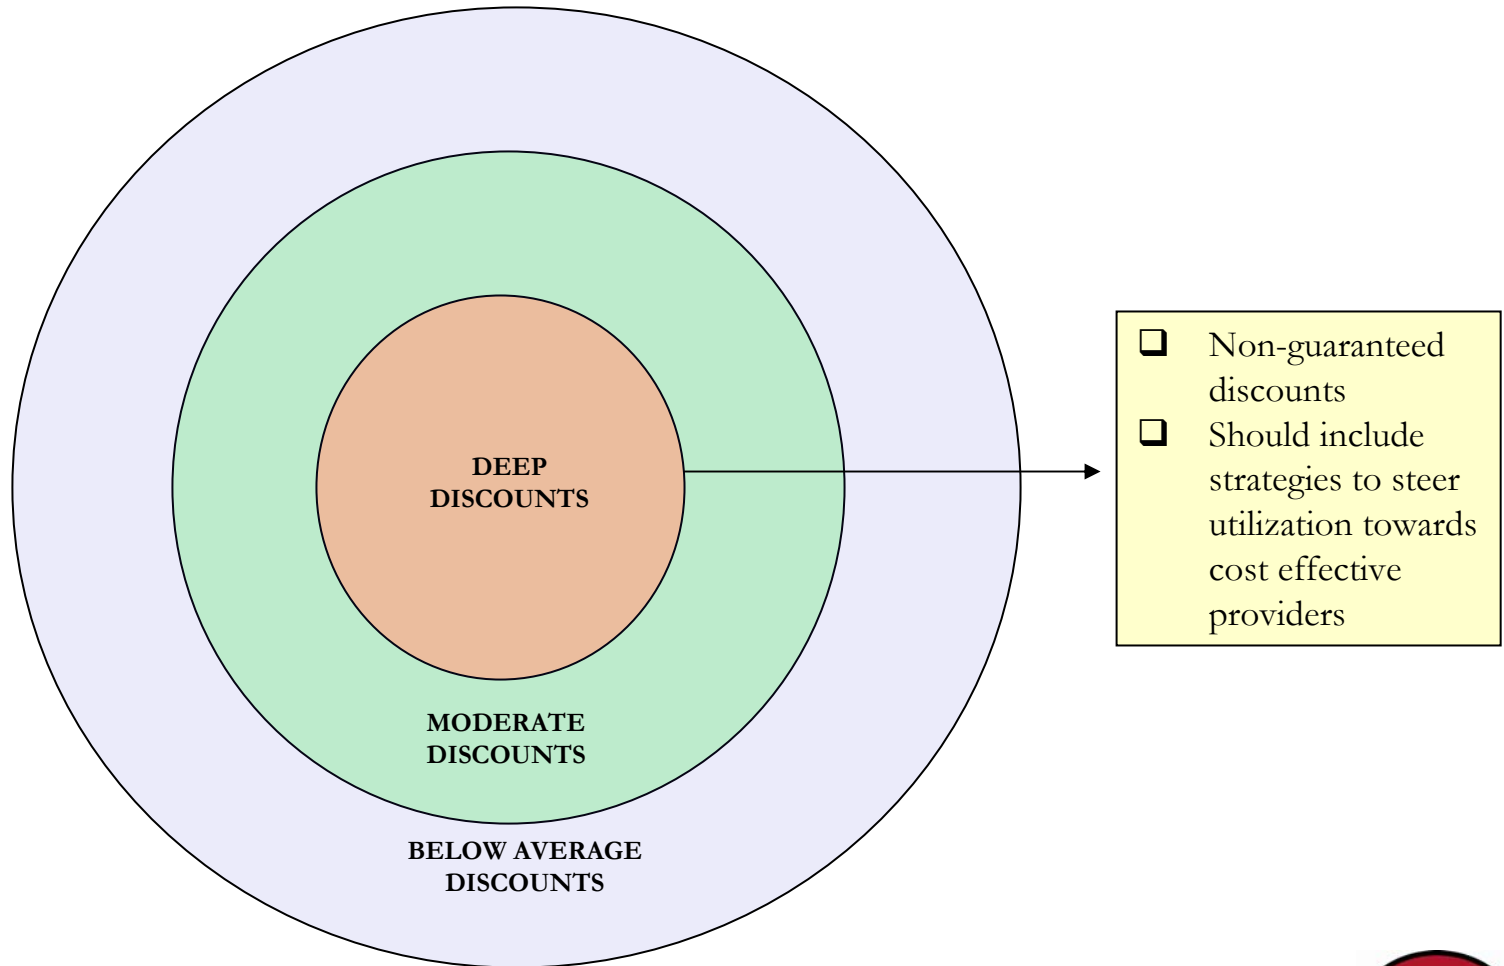 DEEP
DISCOUNTS
MODERATE
DISCOUNTS
BELOW AVERAGE
DISCOUNTS
❑ Non-guaranteed
discounts
❑ Should include
strategies to steer
utilization towards
cost effective
providers